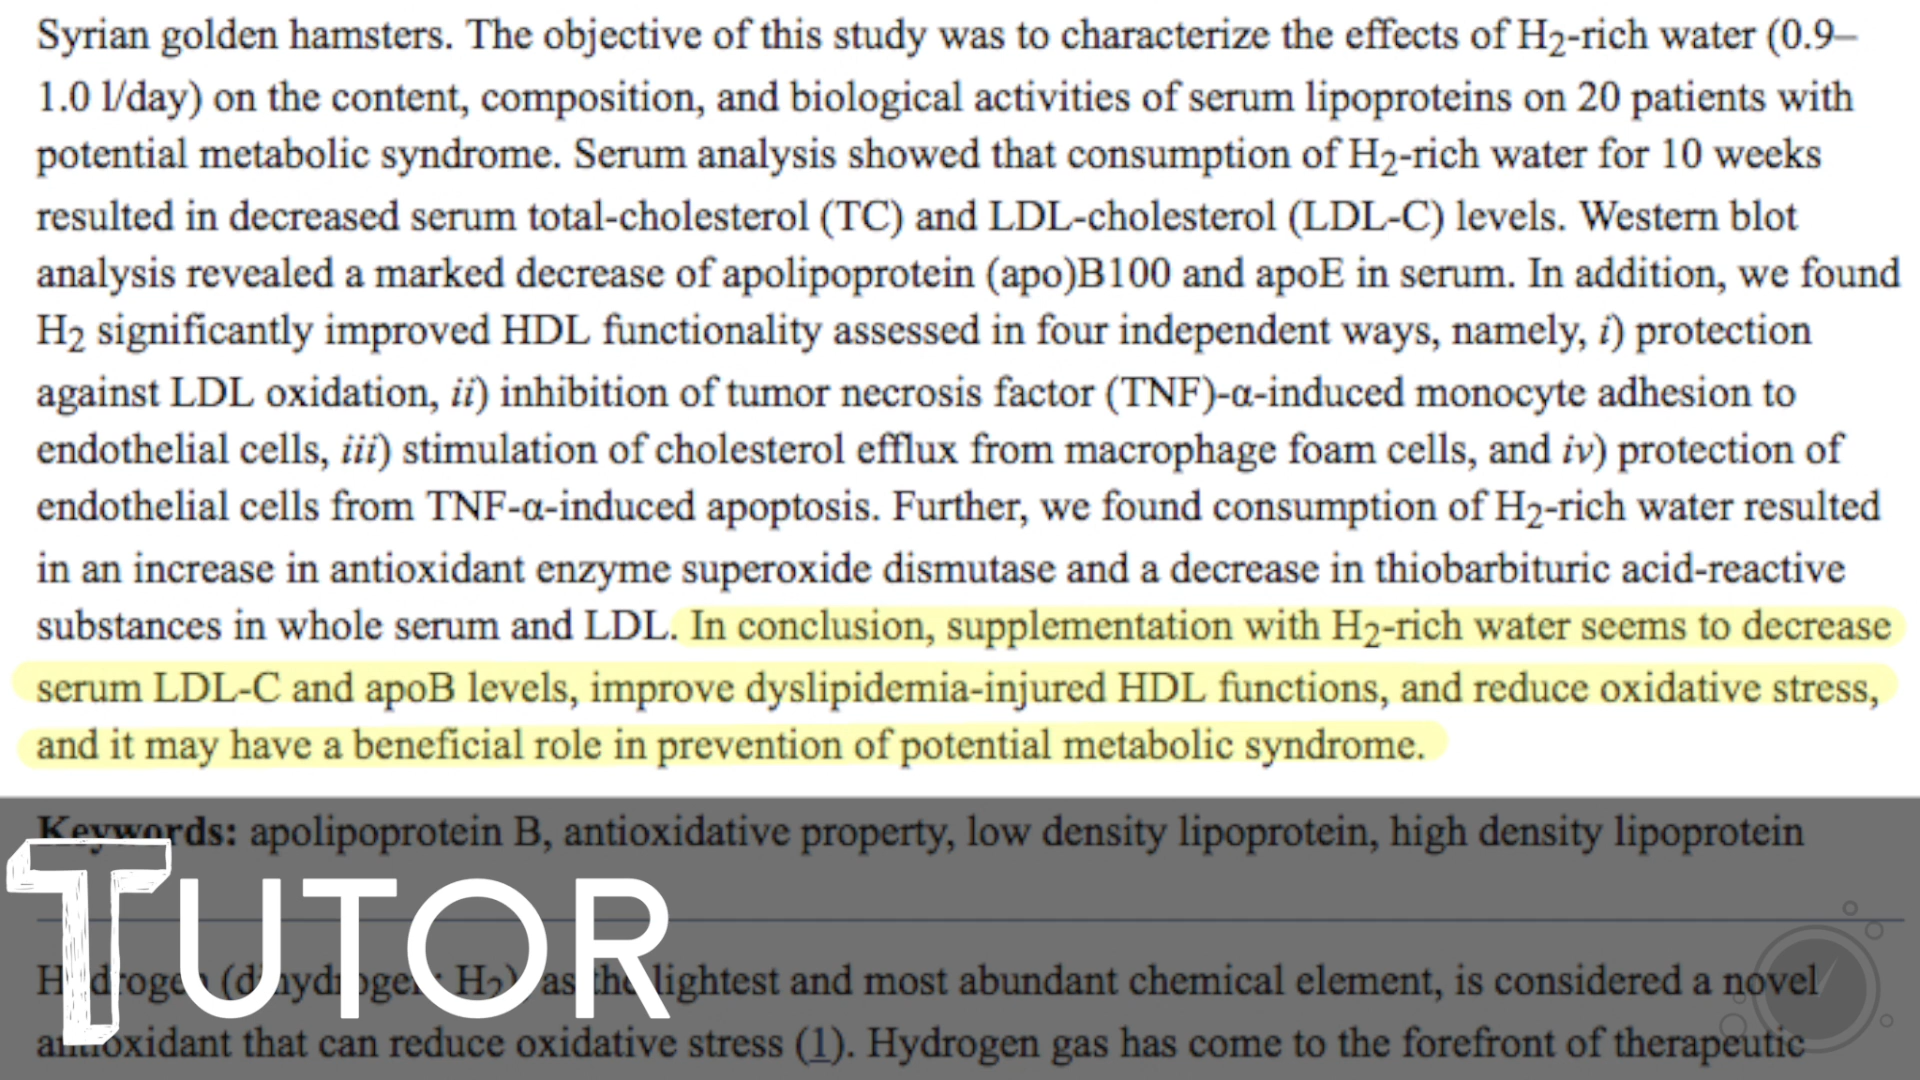 Syrian golden hamsters. The objective of this study was to characterize the effects of H₂-rich water (0.9–
1.0 l/day) on the content, composition, and biological activities of serum lipoproteins on 20 patients with
potential metabolic syndrome. Serum analysis showed that consumption of H₂-rich water for 10 weeks
resulted in decreased serum total-cholesterol (TC) and LDL-cholesterol (LDL-C) levels. Western blot
analysis revealed a marked decrease of apolipoprotein (apo)B100 and apoE in serum. In addition, we found
H₂ significantly improved HDL functionality assessed in four independent ways, namely, i) protection
against LDL oxidation, ii) inhibition of tumor necrosis factor (TNF)-α-induced monocyte adhesion to
endothelial cells, iii) stimulation of cholesterol efflux from macrophage foam cells, and iv) protection of
endothelial cells from TNF-α-induced apoptosis. Further, we found consumption of H₂-rich water resulted
in an increase in antioxidant enzyme superoxide dismutase and a decrease in thiobarbituric acid-reactive
substances in whole serum and LDL. In conclusion, supplementation with H₂-rich water seems to decrease
serum LDL-C and apoB levels, improve dyslipidemia-injured HDL functions, and reduce oxidative stress,
and it may have a beneficial role in prevention of potential metabolic syndrome.
Keywords: apolipoprotein B, antioxidative property, low density lipoprotein, high density lipoprotein
TUTOR
Hydrogen (dihydrogen; H₂), as the lightest and most abundant chemical element, is considered a novel
antioxidant that can reduce oxidative stress (1). Hydrogen gas has come to the forefront of therapeutic